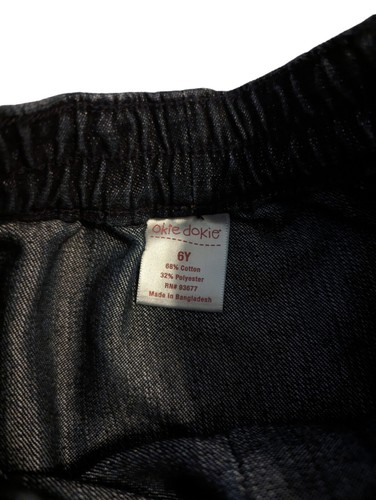 okie dokie
6Y
68% Cotton
32% Polyester
RN# 93677
Made in Bangladesh